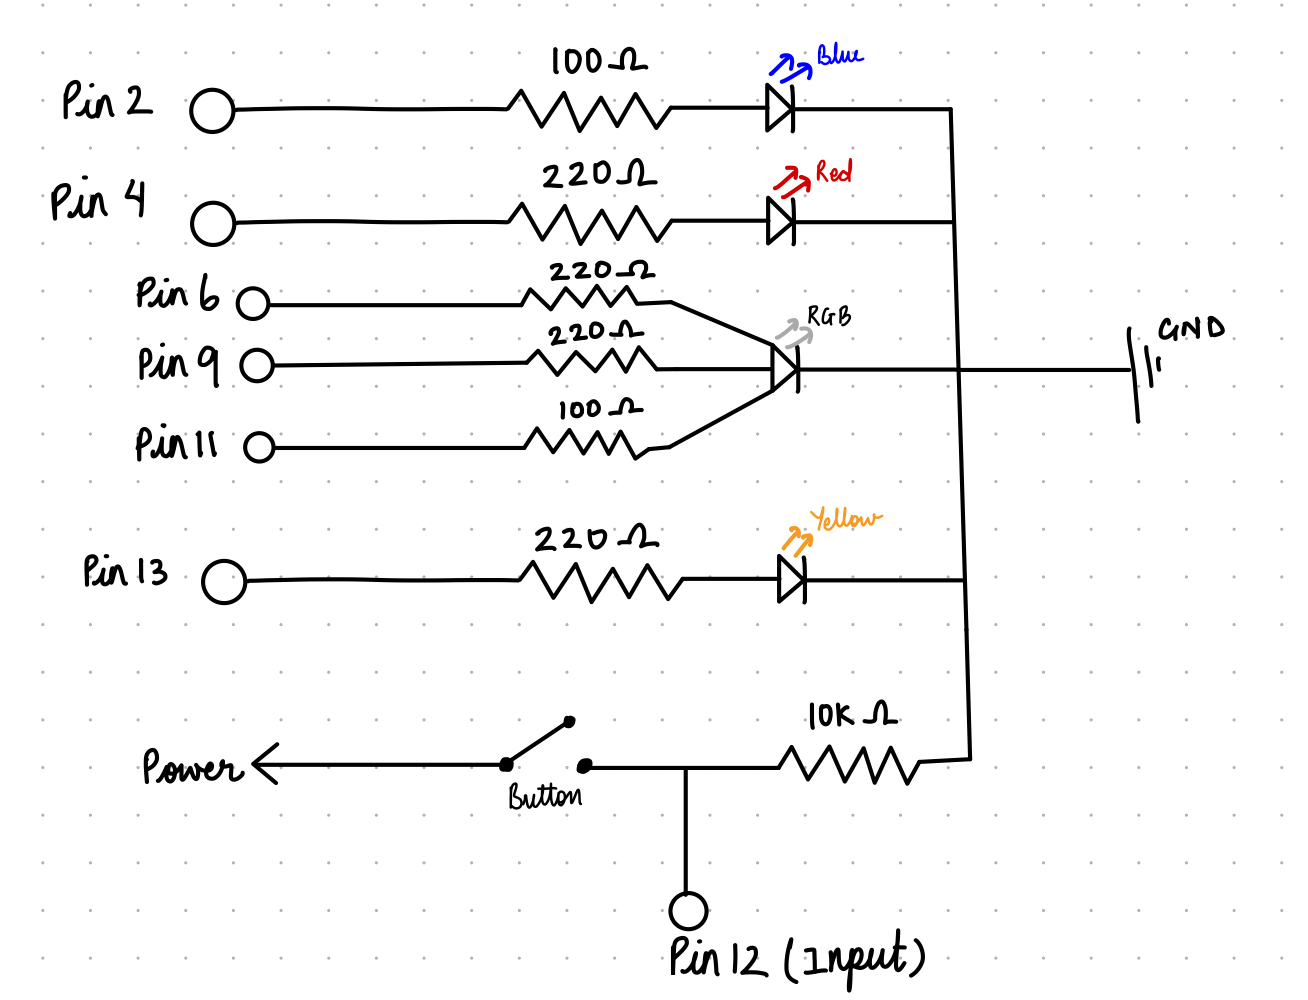 100 Ω
Blue
Pin 2
220 Ω
Red
Pin 4
220 Ω
Pin 6
RGB
220 Ω
Pin 9
GND
100 Ω
Pin 11
Yellow
220 Ω
Pin 13
10K Ω
Power
Button
Pin 12 (Input)